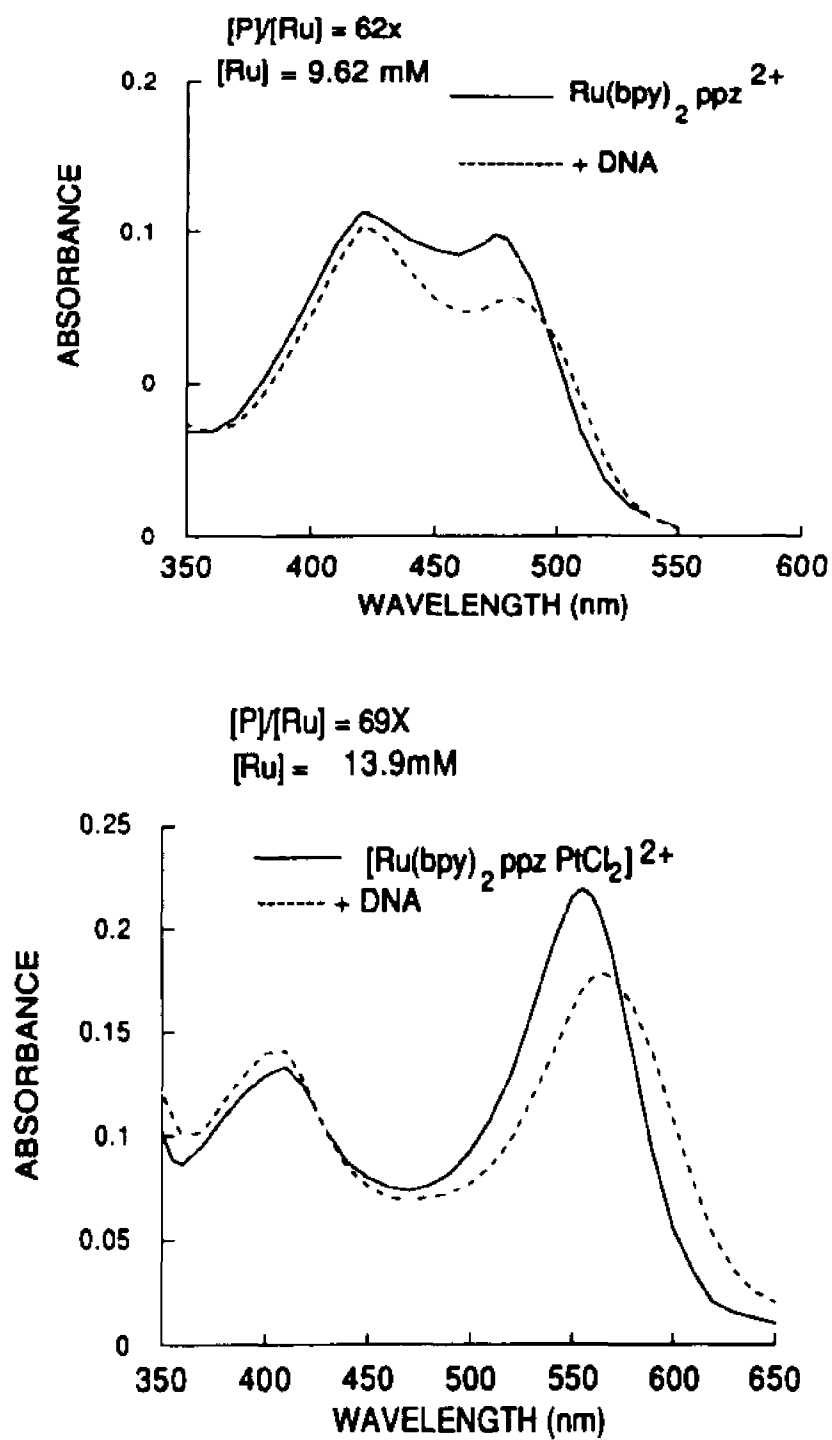 [P]/[Ru] = 62x
[Ru] = 9.62 mM
Ru(bpy)2 ppz 2+
+ DNA
ABSORBANCE
0.2
0.1
0
0
350 400 450 500 550 600
WAVELENGTH (nm)
[P]/[Ru] = 69X
[Ru] = 13.9mM
[Ru(bpy)2 ppz PtCl2]2+
+ DNA
ABSORBANCE
0.25
0.2
0.15
0.1
0.05
0
350 400 450 500 550 600 650
WAVELENGTH (nm)